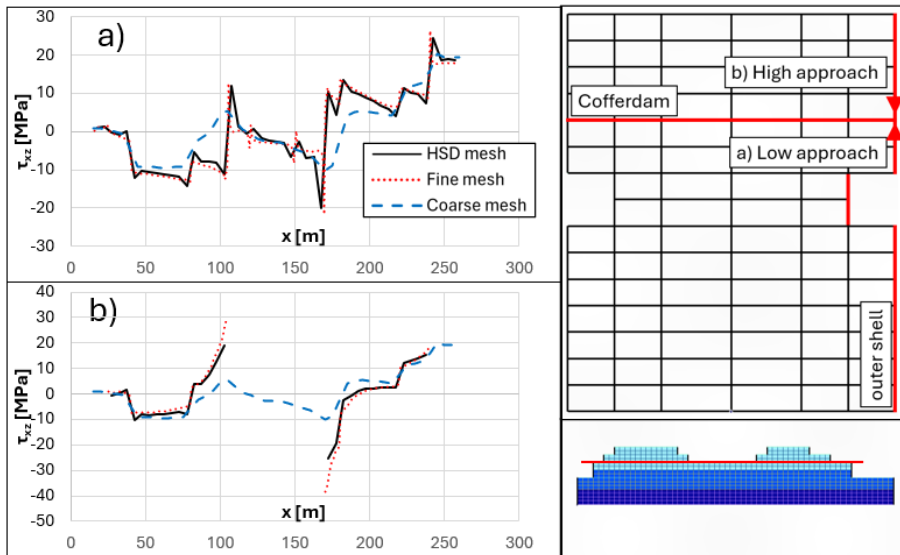 a)
30
20
10
0
-10
-20
-30
τxz [MPa]
HSD mesh
Fine mesh
Coarse mesh
x [m]
0 50 100 150 200 250 300
b)
40
30
20
10
0
-10
-20
-30
-40
-50
τxz [MPa]
x [m]
0 50 100 150 200 250 300
b) High approach
Cofferdam
a) Low approach
outer shell